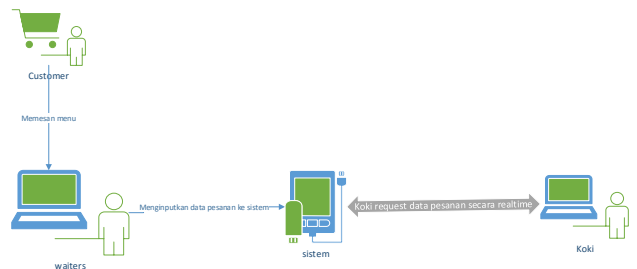 Customer
Memesan menu
Menginputkan data pesanan ke sistem
Koki request data pesanan secara realtime
waiters
sistem
Koki